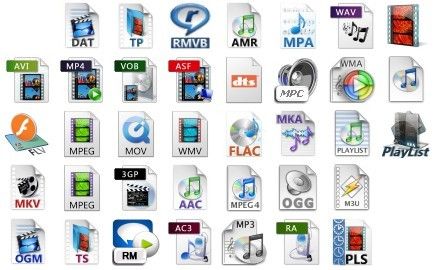 DAT TP RMVB AMR MPA WAV
AVI MP4 VOB ASF dts MPC WMA
FLV MPEG MOV WMV FLAC MKA PLAYLIST PlayList
MKV MPEG 3GP AAC MPEG4 OGG M3U
OGM TS RM AC3 MP3 RA PLS